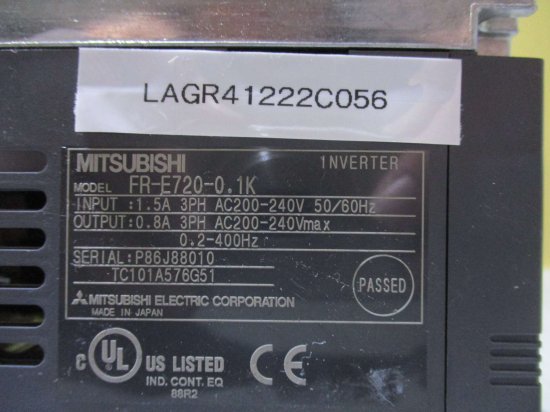 LAGR41222C056
MITSUBISHI INVERTER
MODEL FR-E720-0.1K
INPUT :1.5A 3PH AC200-240V 50/60Hz
OUTPUT:0.8A 3PH AC200-240Vmax
0.2-400Hz
SERIAL:P86J88010
TC101A576G51
PASSED
MITSUBISHI ELECTRIC CORPORATION
MADE IN JAPAN
C UL US LISTED CE
IND. CONT. EQ
88R2